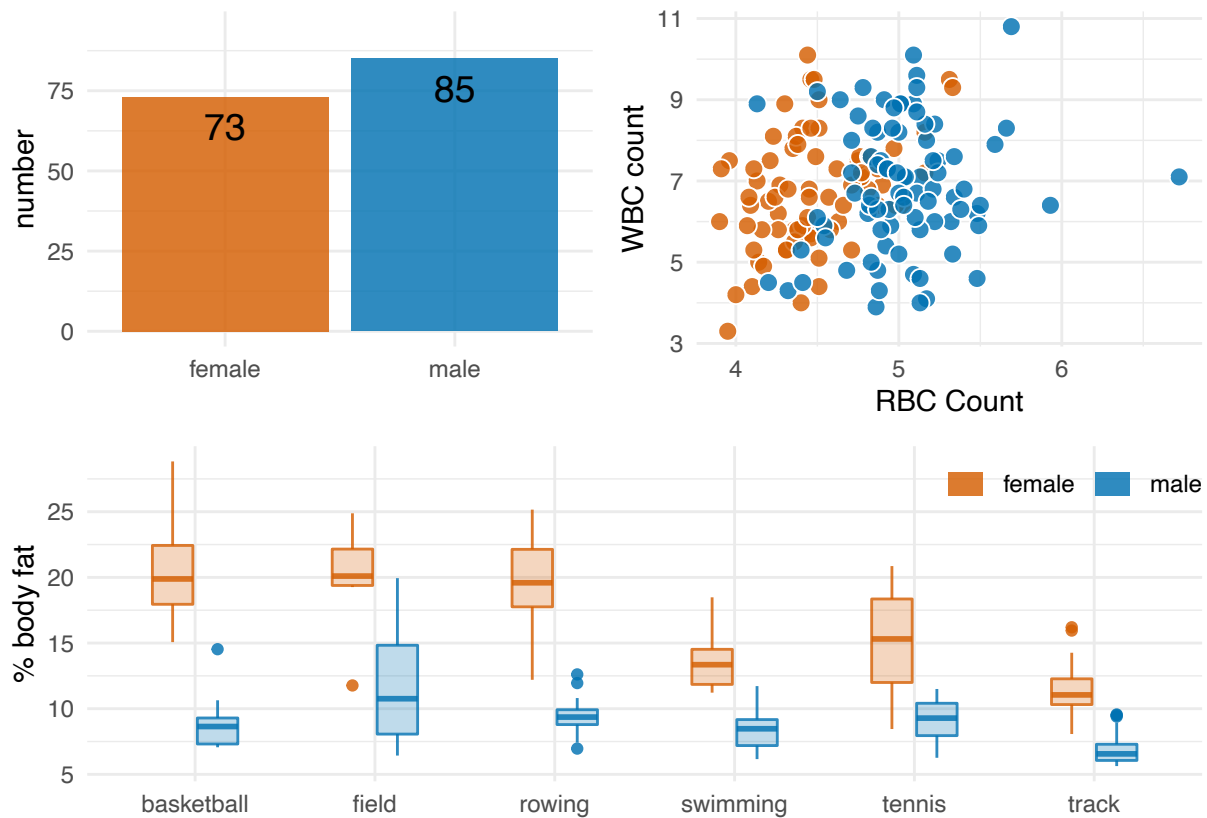 number
75
50
25
0
73
85
female
male
WBC count
11
9
7
5
3
4
5
6
RBC Count
% body fat
25
20
15
10
5
female
male
basketball
field
rowing
swimming
tennis
track